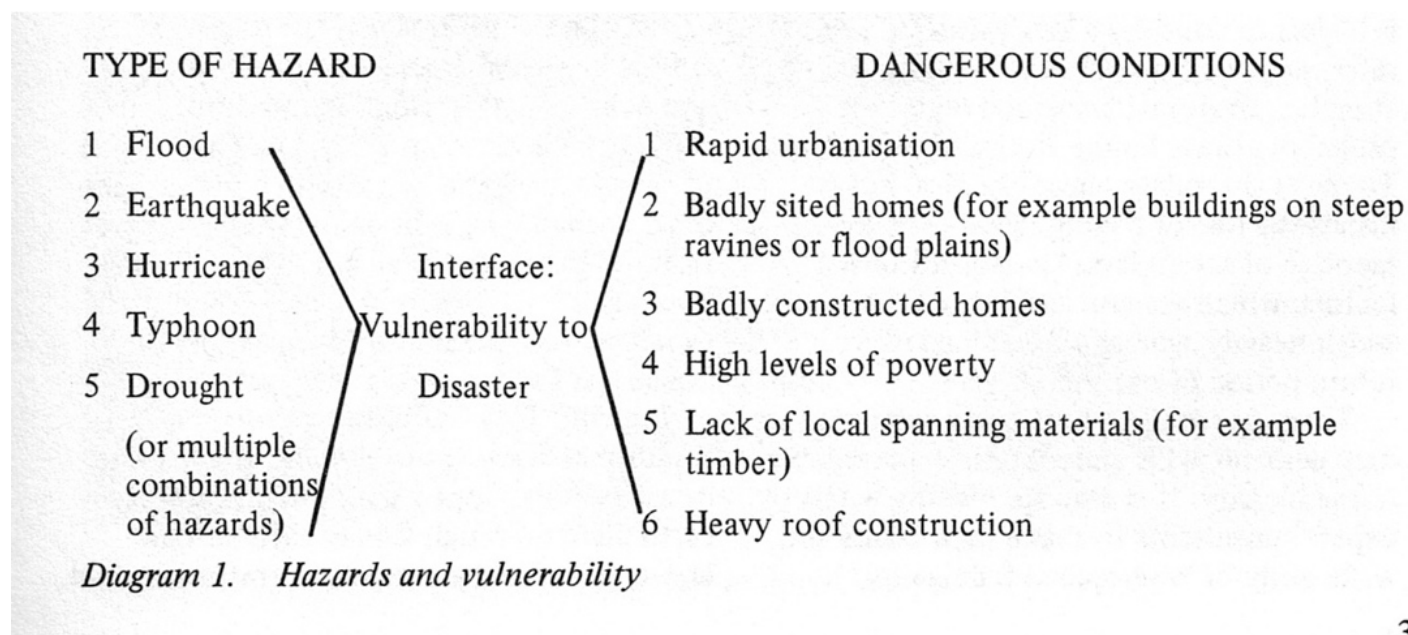 TYPE OF HAZARD
1 Flood
2 Earthquake
3 Hurricane
4 Typhoon
5 Drought
(or multiple
combinations
of hazards)
Interface:
Vulnerability to
Disaster
DANGEROUS CONDITIONS
1 Rapid urbanisation
2 Badly sited homes (for example buildings on steep
ravines or flood plains)
3 Badly constructed homes
4 High levels of poverty
5 Lack of local spanning materials (for example
timber)
6 Heavy roof construction
Diagram 1. Hazards and vulnerability